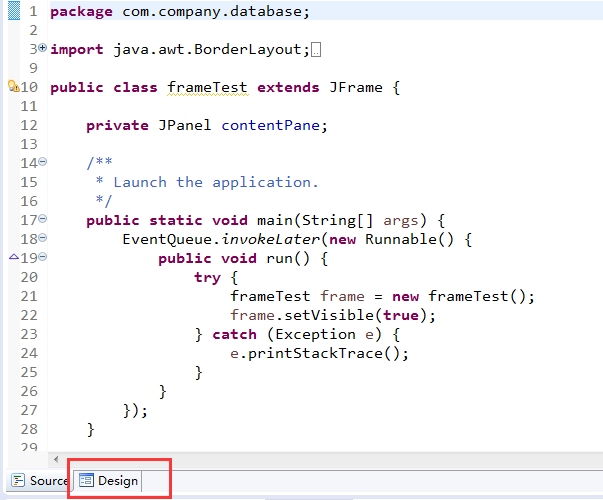 1 package com.company.database;
2
3 import java.awt.BorderLayout;
9
10 public class frameTest extends JFrame {
11
12     private JPanel contentPane;
13
14     /**
15      * Launch the application.
16      */
17     public static void main(String[] args) {
18         EventQueue.invokeLater(new Runnable() {
19             public void run() {
20                 try {
21                     frameTest frame = new frameTest();
22                     frame.setVisible(true);
23                 } catch (Exception e) {
24                     e.printStackTrace();
25                 }
26             }
27         });
28     }
29
Source Design